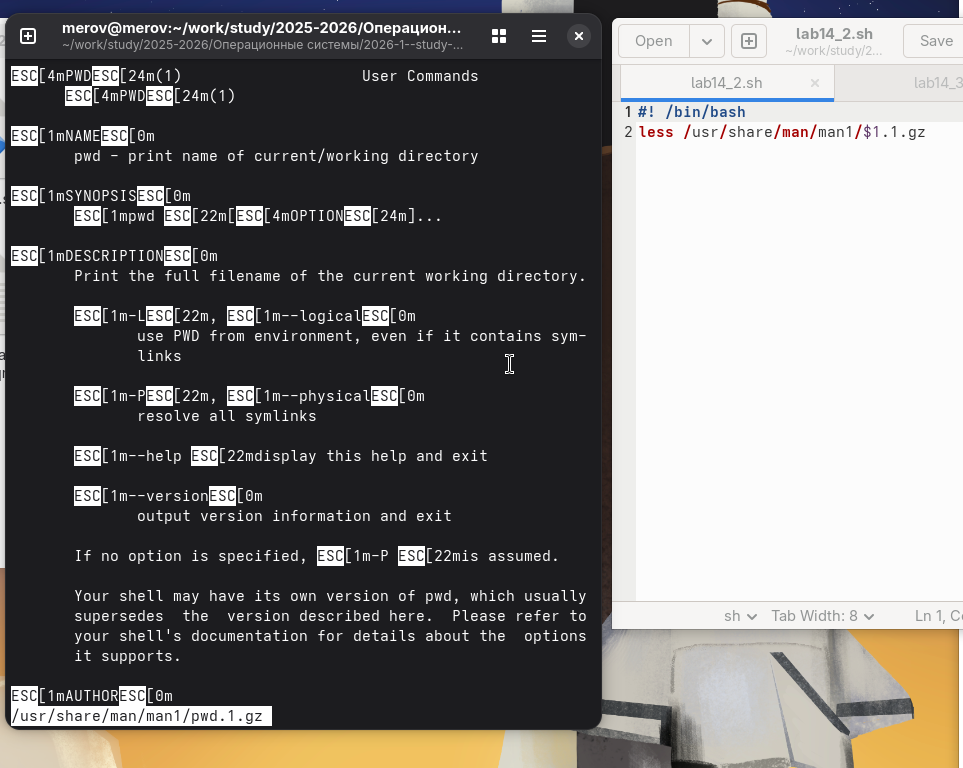 merov@merov:~/work/study/2025-2026/Операцион...
~/work/study/2025-2026/Операционные системы/2026-1--study-...
ESC[4mPWDESC[24m(1)                    User Commands
      ESC[4mPWDESC[24m(1)
ESC[1mNAMEESC[0m
       pwd - print name of current/working directory
ESC[1mSYNOPSISESC[0m
       ESC[1mpwd ESC[22m[ESC[4mOPTIONESC[24m]...
ESC[1mDESCRIPTIONESC[0m
       Print the full filename of the current working directory.
       ESC[1m-LESC[22m, ESC[1m--logicalESC[0m
              use PWD from environment, even if it contains sym-
              links
       ESC[1m-PESC[22m, ESC[1m--physicalESC[0m
              resolve all symlinks
       ESC[1m--help ESC[22mdisplay this help and exit
       ESC[1m--versionESC[0m
              output version information and exit
       If no option is specified, ESC[1m-P ESC[22mis assumed.
       Your shell may have its own version of pwd, which usually
       supersedes  the  version described here.  Please refer to
       your shell's documentation for details about the  options
       it supports.
ESC[1mAUTHORESC[0m
/usr/share/man/man1/pwd.1.gz
Open
lab14_2.sh
~/work/study/2...
Save
lab14_2.sh
lab14_3
1 #! /bin/bash
2 less /usr/share/man/man1/$1.1.gz
sh
Tab Width: 8
Ln 1, C